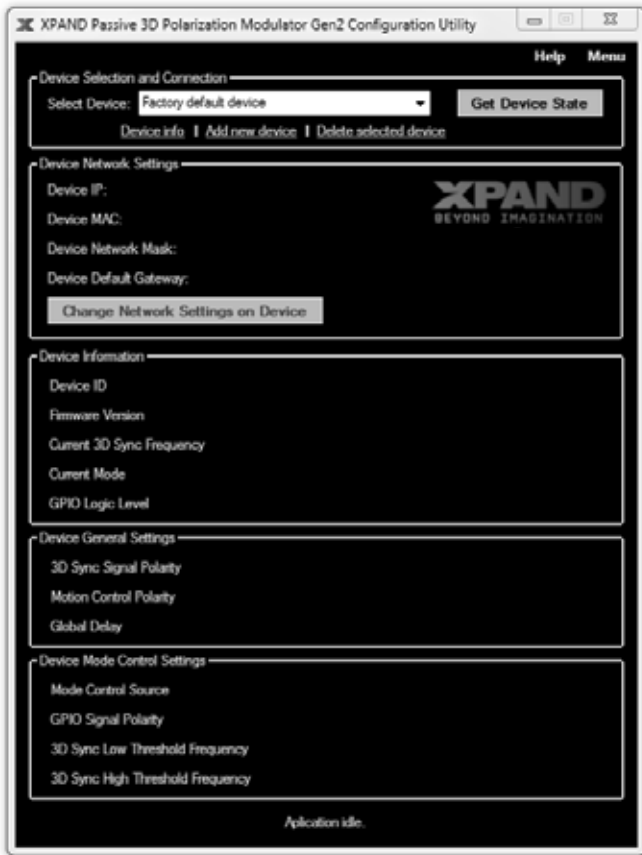 XPAND Passive 3D Polarization Modulator Gen2 Configuration Utility
Help Menu
Device Selection and Connection
Select Device: Factory default device Get Device State
Device info | Add new device | Delete selected device
Device Network Settings
Device IP:
XPAND
BEYOND IMAGINATION
Device MAC:
Device Network Mask:
Device Default Gateway:
Change Network Settings on Device
Device Information
Device ID
Firmware Version
Current 3D Sync Frequency
Current Mode
GPIO Logic Level
Device General Settings
3D Sync Signal Polarity
Motion Control Polarity
Global Delay
Device Mode Control Settings
Mode Control Source
GPIO Signal Polarity
3D Sync Low Threshold Frequency
3D Sync High Threshold Frequency
Aplication idle.